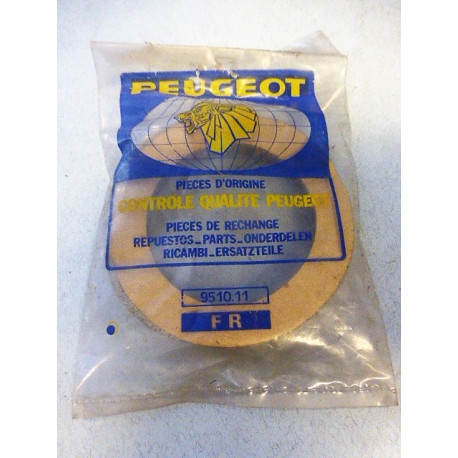 PEUGEOT
PIECES D'ORIGINE
CONTROLE QUALITE PEUGEOT
PIECES DE RECHANGE
REPUESTOS_PARTS_ONDERDELEN
RICAMBI_ERSATZTEILE
9510.11
FR